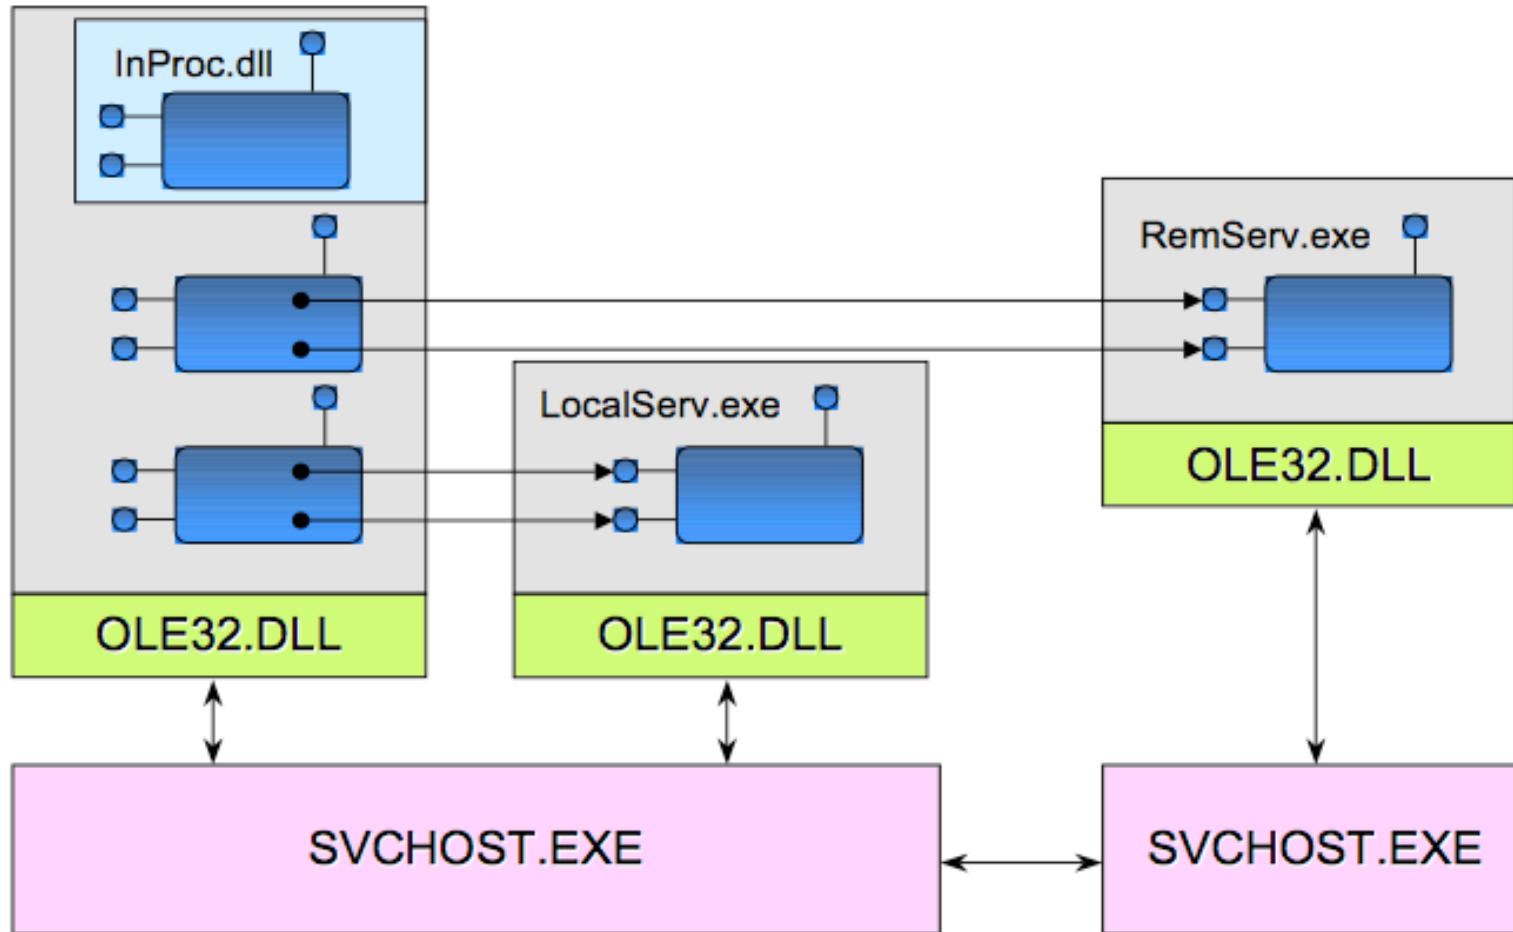 InProc.dll
RemServ.exe
LocalServ.exe
OLE32.DLL
OLE32.DLL
OLE32.DLL
SVCHOST.EXE
SVCHOST.EXE